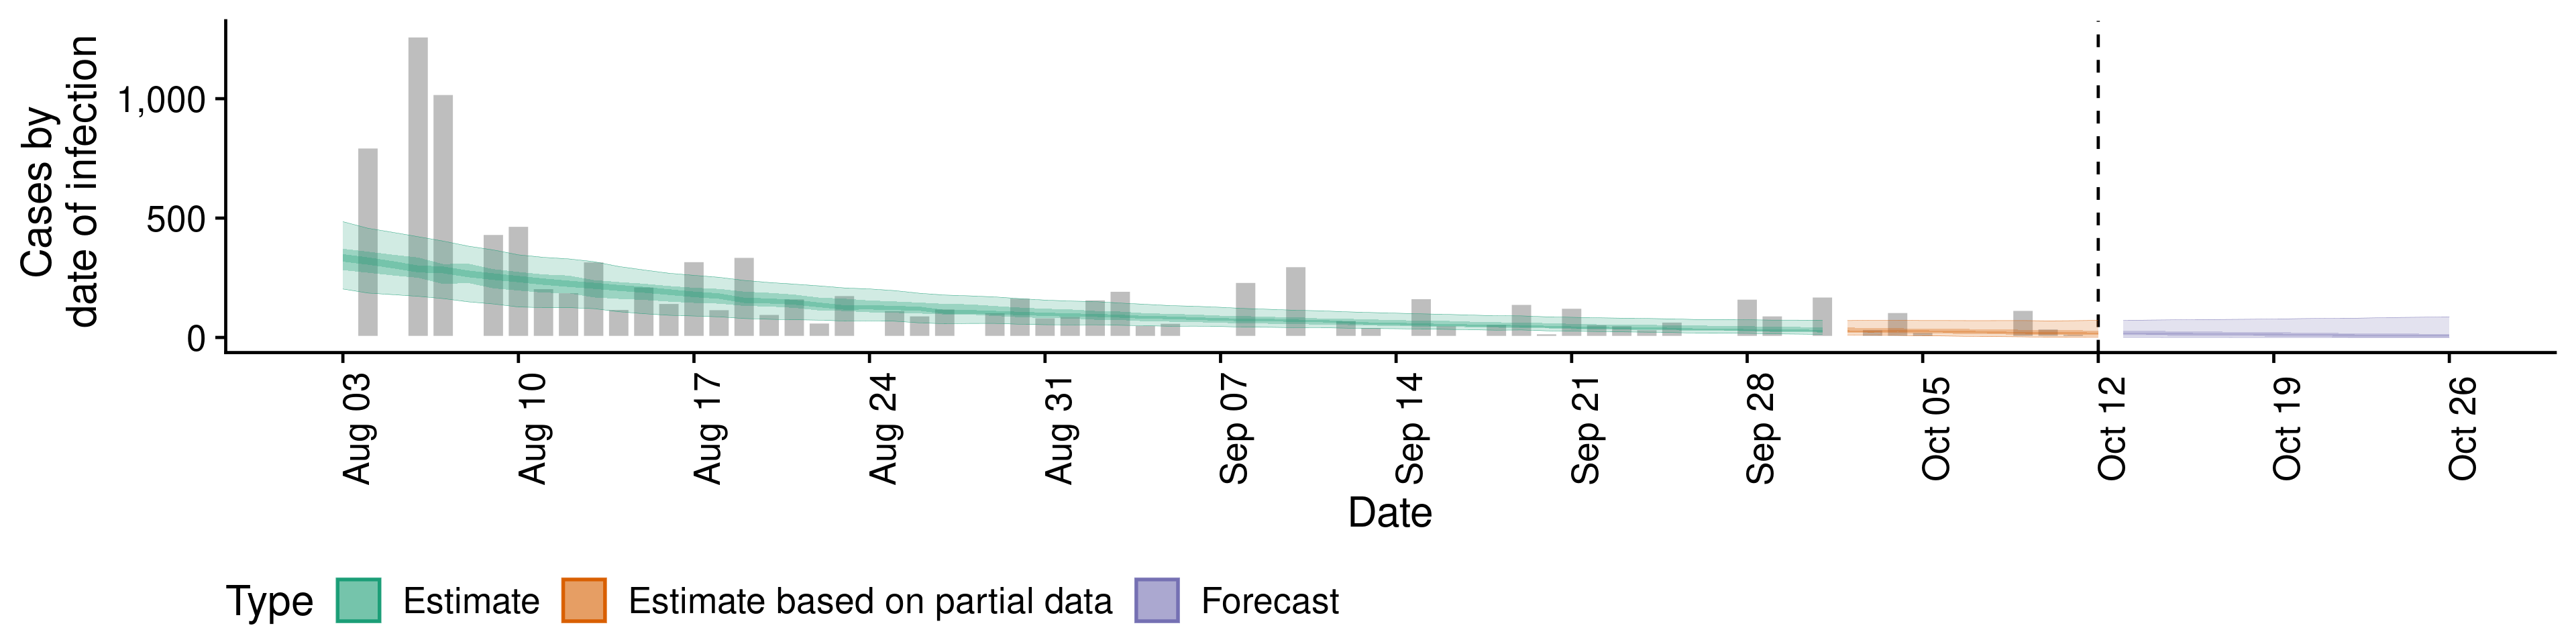 Cases by
date of infection
1,000
500
0
Aug 03
Aug 10
Aug 17
Aug 24
Aug 31
Sep 07
Sep 14
Sep 21
Sep 28
Oct 05
Oct 12
Oct 19
Oct 26
Date
Type Estimate Estimate based on partial data Forecast